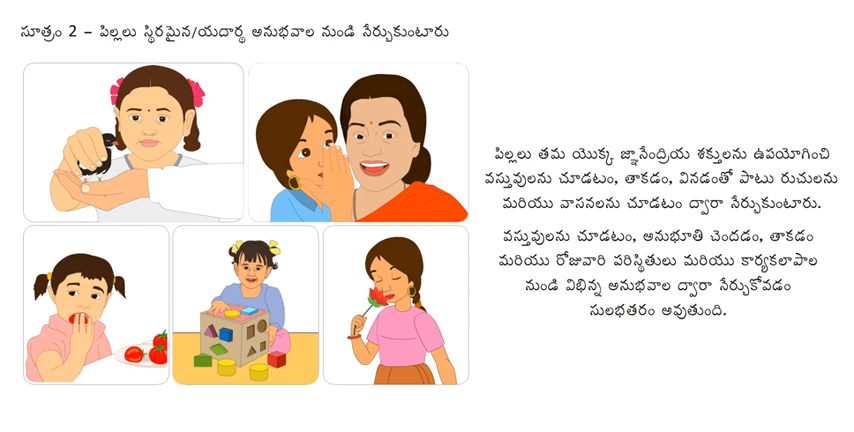 సూత్రం 2 – పిల్లలు స్థిరమైన/యదార్థ అనుభవాల నుండి నేర్చుకుంటారు
పిల్లలు తమ యొక్క జ్ఞానేంద్రియ శక్తులను ఉపయోగించి
వస్తువులను చూడటం, తాకడం, వినడంతో పాటు రుచులను
మరియు వాసనలను చూడటం ద్వారా నేర్చుకుంటారు.
వస్తువులను చూడటం, అనుభూతి చెందడం, తాకడం
మరియు రోజువారి పరిస్థితులు మరియు కార్యకలాపాల
నుండి విభిన్న అనుభవాల ద్వారా నేర్చుకోవడం
సులభతరం అవుతుంది.